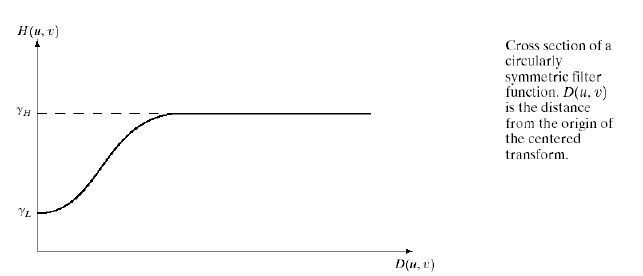 H(u, v)
γH
γL
D(u, v)
Cross section of a
circularly
symmetric filter
function. D(u, v)
is the distance
from the origin of
the centered
transform.